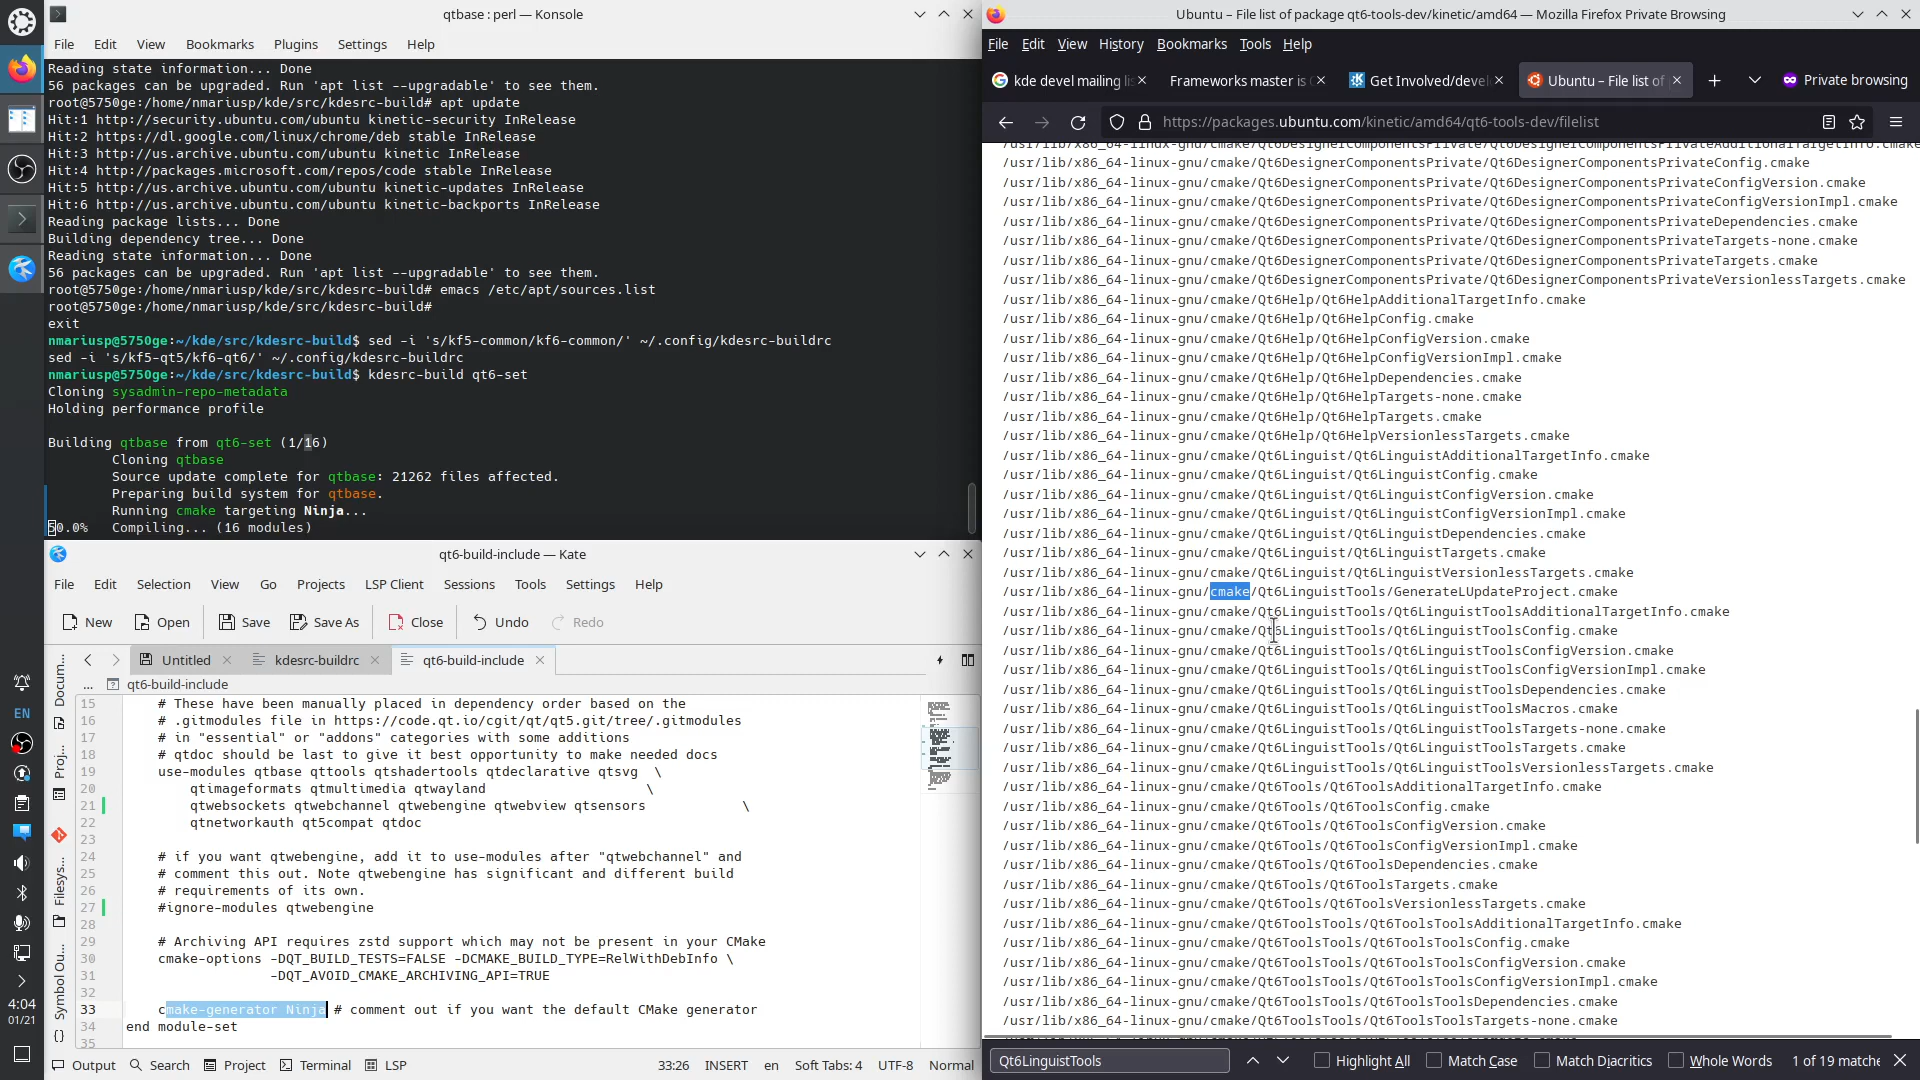 qtbase : perl — Konsole
File Edit View Bookmarks Plugins Settings Help
Reading state information... Done
56 packages can be upgraded. Run 'apt list --upgradable' to see them.
root@5750ge:/home/nmariusp/kde/src/kdesrc-build# apt update
Hit:1 http://security.ubuntu.com/ubuntu kinetic-security InRelease
Hit:2 https://dl.google.com/linux/chrome/deb stable InRelease
Hit:3 http://us.archive.ubuntu.com/ubuntu kinetic InRelease
Hit:4 http://packages.microsoft.com/repos/code stable InRelease
Hit:5 http://us.archive.ubuntu.com/ubuntu kinetic-updates InRelease
Hit:6 http://us.archive.ubuntu.com/ubuntu kinetic-backports InRelease
Reading package lists... Done
Building dependency tree... Done
Reading state information... Done
56 packages can be upgraded. Run 'apt list --upgradable' to see them.
root@5750ge:/home/nmariusp/kde/src/kdesrc-build# emacs /etc/apt/sources.list
root@5750ge:/home/nmariusp/kde/src/kdesrc-build#
exit
nmariusp@5750ge:~/kde/src/kdesrc-build$ sed -i 's/kf5-common/kf6-common/' ~/.config/kdesrc-buildrc
sed -i 's/kf5-qt5/kf6-qt6/' ~/.config/kdesrc-buildrc
nmariusp@5750ge:~/kde/src/kdesrc-build$ kdesrc-build qt6-set
Cloning sysadmin-repo-metadata
Holding performance profile
Building qtbase from qt6-set (1/16)
Cloning qtbase
Source update complete for qtbase: 21262 files affected.
Preparing build system for qtbase.
Running cmake targeting Ninja...
50.0% Compiling... (16 modules)
qt6-build-include — Kate
File Edit Selection View Go Projects LSP Client Sessions Tools Settings Help
New Open Save Save As Close Undo Redo
Untitled kdesrc-buildrc qt6-build-include
... qt6-build-include
15 # These have been manually placed in dependency order based on the
16 # .gitmodules file in https://code.qt.io/cgit/qt/qt5.git/tree/.gitmodules
17 # in "essential" or "addons" categories with some additions
18 # qtdoc should be last to give it best opportunity to make needed docs
19 use-modules qtbase qttools qtshadertools qtdeclarative qtsvg \
20 qtimageformats qtmultimedia qtwayland \
21 qtwebsockets qtwebchannel qtwebengine qtwebview qtsensors \
22 qtnetworkauth qt5compat qtdoc
23
24 # if you want qtwebengine, add it to use-modules after "qtwebchannel" and
25 # comment this out. Note qtwebengine has significant and different build
26 # requirements of its own.
27 #ignore-modules qtwebengine
28
29 # Archiving API requires zstd support which may not be present in your CMake
30 cmake-options -DQT_BUILD_TESTS=FALSE -DCMAKE_BUILD_TYPE=RelWithDebInfo \
31 -DQT_AVOID_CMAKE_ARCHIVING_API=TRUE
32
33 cmake-generator Ninja # comment out if you want the default CMake generator
34 end module-set
35
Docum...
Proj...
Filesys...
Symbol Ou...
Output Search Project Terminal LSP 33:26 INSERT en Soft Tabs: 4 UTF-8 Normal
EN
4:04
01/21
Ubuntu – File list of package qt6-tools-dev/kinetic/amd64 — Mozilla Firefox Private Browsing
File Edit View History Bookmarks Tools Help
kde devel mailing li Frameworks master is Get Involved/devel Ubuntu – File list of Private browsing
https://packages.ubuntu.com/kinetic/amd64/qt6-tools-dev/filelist
/usr/lib/x86_64-linux-gnu/cmake/Qt6DesignerComponentsPrivate/Qt6DesignerComponentsPrivateAdditionalTargetInfo.cmake
/usr/lib/x86_64-linux-gnu/cmake/Qt6DesignerComponentsPrivate/Qt6DesignerComponentsPrivateConfig.cmake
/usr/lib/x86_64-linux-gnu/cmake/Qt6DesignerComponentsPrivate/Qt6DesignerComponentsPrivateConfigVersion.cmake
/usr/lib/x86_64-linux-gnu/cmake/Qt6DesignerComponentsPrivate/Qt6DesignerComponentsPrivateConfigVersionImpl.cmake
/usr/lib/x86_64-linux-gnu/cmake/Qt6DesignerComponentsPrivate/Qt6DesignerComponentsPrivateDependencies.cmake
/usr/lib/x86_64-linux-gnu/cmake/Qt6DesignerComponentsPrivate/Qt6DesignerComponentsPrivateTargets-none.cmake
/usr/lib/x86_64-linux-gnu/cmake/Qt6DesignerComponentsPrivate/Qt6DesignerComponentsPrivateTargets.cmake
/usr/lib/x86_64-linux-gnu/cmake/Qt6DesignerComponentsPrivate/Qt6DesignerComponentsPrivateVersionlessTargets.cmake
/usr/lib/x86_64-linux-gnu/cmake/Qt6Help/Qt6HelpAdditionalTargetInfo.cmake
/usr/lib/x86_64-linux-gnu/cmake/Qt6Help/Qt6HelpConfig.cmake
/usr/lib/x86_64-linux-gnu/cmake/Qt6Help/Qt6HelpConfigVersion.cmake
/usr/lib/x86_64-linux-gnu/cmake/Qt6Help/Qt6HelpConfigVersionImpl.cmake
/usr/lib/x86_64-linux-gnu/cmake/Qt6Help/Qt6HelpDependencies.cmake
/usr/lib/x86_64-linux-gnu/cmake/Qt6Help/Qt6HelpTargets-none.cmake
/usr/lib/x86_64-linux-gnu/cmake/Qt6Help/Qt6HelpTargets.cmake
/usr/lib/x86_64-linux-gnu/cmake/Qt6Help/Qt6HelpVersionlessTargets.cmake
/usr/lib/x86_64-linux-gnu/cmake/Qt6Linguist/Qt6LinguistAdditionalTargetInfo.cmake
/usr/lib/x86_64-linux-gnu/cmake/Qt6Linguist/Qt6LinguistConfig.cmake
/usr/lib/x86_64-linux-gnu/cmake/Qt6Linguist/Qt6LinguistConfigVersion.cmake
/usr/lib/x86_64-linux-gnu/cmake/Qt6Linguist/Qt6LinguistConfigVersionImpl.cmake
/usr/lib/x86_64-linux-gnu/cmake/Qt6Linguist/Qt6LinguistDependencies.cmake
/usr/lib/x86_64-linux-gnu/cmake/Qt6Linguist/Qt6LinguistTargets.cmake
/usr/lib/x86_64-linux-gnu/cmake/Qt6Linguist/Qt6LinguistVersionlessTargets.cmake
/usr/lib/x86_64-linux-gnu/cmake/Qt6LinguistTools/GenerateLUpdateProject.cmake
/usr/lib/x86_64-linux-gnu/cmake/Qt6LinguistTools/Qt6LinguistToolsAdditionalTargetInfo.cmake
/usr/lib/x86_64-linux-gnu/cmake/Qt6LinguistTools/Qt6LinguistToolsConfig.cmake
/usr/lib/x86_64-linux-gnu/cmake/Qt6LinguistTools/Qt6LinguistToolsConfigVersion.cmake
/usr/lib/x86_64-linux-gnu/cmake/Qt6LinguistTools/Qt6LinguistToolsConfigVersionImpl.cmake
/usr/lib/x86_64-linux-gnu/cmake/Qt6LinguistTools/Qt6LinguistToolsDependencies.cmake
/usr/lib/x86_64-linux-gnu/cmake/Qt6LinguistTools/Qt6LinguistToolsMacros.cmake
/usr/lib/x86_64-linux-gnu/cmake/Qt6LinguistTools/Qt6LinguistToolsTargets-none.cmake
/usr/lib/x86_64-linux-gnu/cmake/Qt6LinguistTools/Qt6LinguistToolsTargets.cmake
/usr/lib/x86_64-linux-gnu/cmake/Qt6LinguistTools/Qt6LinguistToolsVersionlessTargets.cmake
/usr/lib/x86_64-linux-gnu/cmake/Qt6Tools/Qt6ToolsAdditionalTargetInfo.cmake
/usr/lib/x86_64-linux-gnu/cmake/Qt6Tools/Qt6ToolsConfig.cmake
/usr/lib/x86_64-linux-gnu/cmake/Qt6Tools/Qt6ToolsConfigVersion.cmake
/usr/lib/x86_64-linux-gnu/cmake/Qt6Tools/Qt6ToolsConfigVersionImpl.cmake
/usr/lib/x86_64-linux-gnu/cmake/Qt6Tools/Qt6ToolsDependencies.cmake
/usr/lib/x86_64-linux-gnu/cmake/Qt6Tools/Qt6ToolsTargets.cmake
/usr/lib/x86_64-linux-gnu/cmake/Qt6Tools/Qt6ToolsVersionlessTargets.cmake
/usr/lib/x86_64-linux-gnu/cmake/Qt6ToolsTools/Qt6ToolsToolsAdditionalTargetInfo.cmake
/usr/lib/x86_64-linux-gnu/cmake/Qt6ToolsTools/Qt6ToolsToolsConfig.cmake
/usr/lib/x86_64-linux-gnu/cmake/Qt6ToolsTools/Qt6ToolsToolsConfigVersion.cmake
/usr/lib/x86_64-linux-gnu/cmake/Qt6ToolsTools/Qt6ToolsToolsConfigVersionImpl.cmake
/usr/lib/x86_64-linux-gnu/cmake/Qt6ToolsTools/Qt6ToolsToolsDependencies.cmake
/usr/lib/x86_64-linux-gnu/cmake/Qt6ToolsTools/Qt6ToolsToolsTargets-none.cmake
Qt6LinguistTools Highlight All Match Case Match Diacritics Whole Words 1 of 19 matche